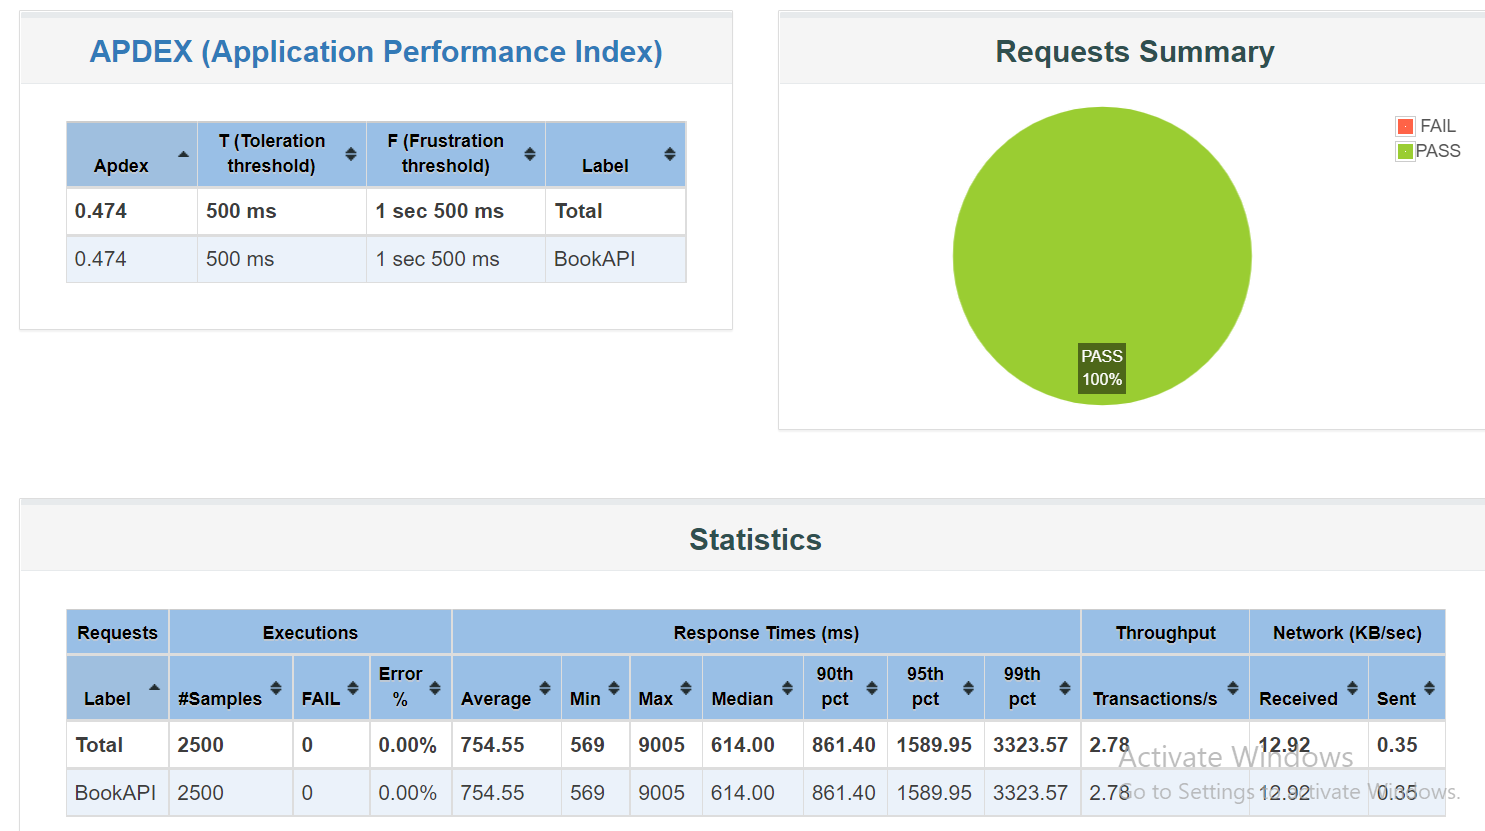 APDEX (Application Performance Index)
Apdex T (Toleration threshold) F (Frustration threshold) Label
0.474 500 ms 1 sec 500 ms Total
0.474 500 ms 1 sec 500 ms BookAPI
Requests Summary
FAIL
PASS
PASS
100%
Statistics
Requests Executions Response Times (ms) Throughput Network (KB/sec)
Label #Samples FAIL Error % Average Min Max Median 90th pct 95th pct 99th pct Transactions/s Received Sent
Total 2500 0 0.00% 754.55 569 9005 614.00 861.40 1589.95 3323.57 2.78 12.92 0.35
BookAPI 2500 0 0.00% 754.55 569 9005 614.00 861.40 1589.95 3323.57 2.78 12.92 0.35
Activate Windows
Go to Settings to activate Windows.